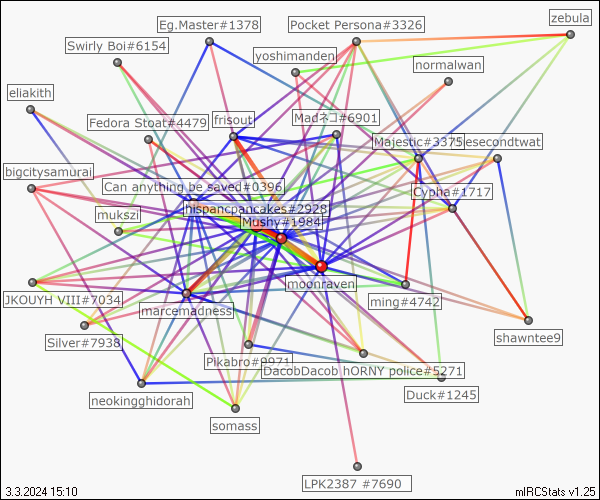 Eg.Master#1378
Pocket Persona#3326
zebula
Swirly Boi#6154
yoshimanden
normalwan
eliakith
Fedora Stoat#4479
frisout
Madネコ#6901
Majestic#3375
esecondtwat
bigcitysamurai
Can anything be saved#0396
Cypha#1717
mukszi
hispancpancakes#2928
Mushy#1984
moonraven
JKOUYH VIII#7034
marcemadness
ming#4742
Silver#7938
shawntee9
Pikabro#9971
DacobDacob hORNY police#5271
neokingghidorah
Duck#1245
somass
LPK2387 #7690
3.3.2024 15:10
mIRCStats v1.25